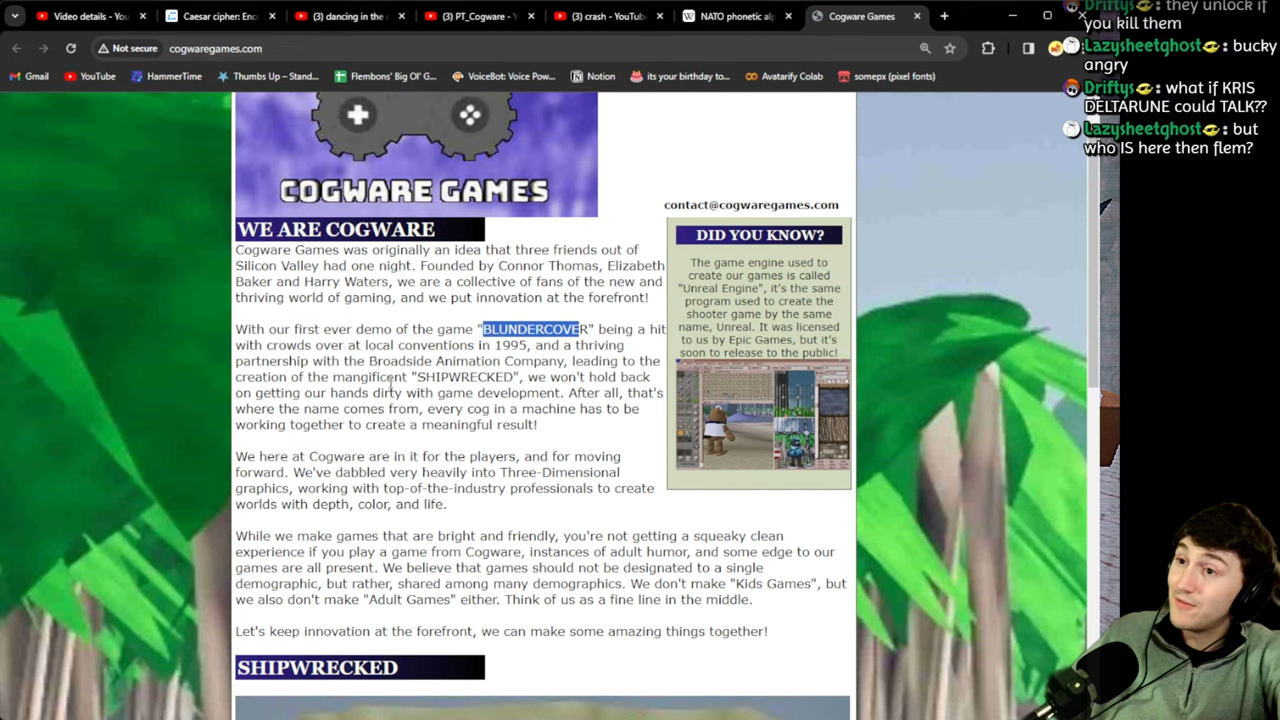 Video details - You
Caesar cipher: Enc
(3) dancing in the
(3) PT_Cogware -
(3) crash - YouTube
NATO phonetic al
Cogware Games
Not secure
cogwaregames.com
Gmail
YouTube
HammerTime
Thumbs Up – Stand...
Flembons' Big Ol' G...
VoiceBot: Voice Pow...
Notion
its your birthday to...
Avatarify Colab
somepx (pixel fonts)
Driftys: they unlock if
you kill them
Lazysheetghost: bucky
angry
Driftys: what if KRIS
DELTARUNE could TALK??
Lazysheetghost: but
who IS here then flem?
COGWARE GAMES
contact@cogwaregames.com
WE ARE COGWARE
Cogware Games was originally an idea that three friends out of
Silicon Valley had one night. Founded by Connor Thomas, Elizabeth
Baker and Harry Waters, we are a collective of fans of the new and
thriving world of gaming, and we put innovation at the forefront!
With our first ever demo of the game "BLUNDERCOVER" being a hit
with crowds over at local conventions in 1995, and a thriving
partnership with the Broadside Animation Company, leading to the
creation of the mangificent "SHIPWRECKED", we won't hold back
on getting our hands dirty with game development. After all, that's
where the name comes from, every cog in a machine has to be
working together to create a meaningful result!
We here at Cogware are in it for the players, and for moving
forward. We've dabbled very heavily into Three-Dimensional
graphics, working with top-of-the-industry professionals to create
worlds with depth, color, and life.
While we make games that are bright and friendly, you're not getting a squeaky clean
experience if you play a game from Cogware, instances of adult humor, and some edge to our
games are all present. We believe that games should not be designated to a single
demographic, but rather, shared among many demographics. We don't make "Kids Games", but
we also don't make "Adult Games" either. Think of us as a fine line in the middle.
Let's keep innovation at the forefront, we can make some amazing things together!
DID YOU KNOW?
The game engine used to
create our games is called
"Unreal Engine", it's the same
program used to create the
shooter game by the same
name, Unreal. It was licensed
to us by Epic Games, but it's
soon to release to the public!
SHIPWRECKED